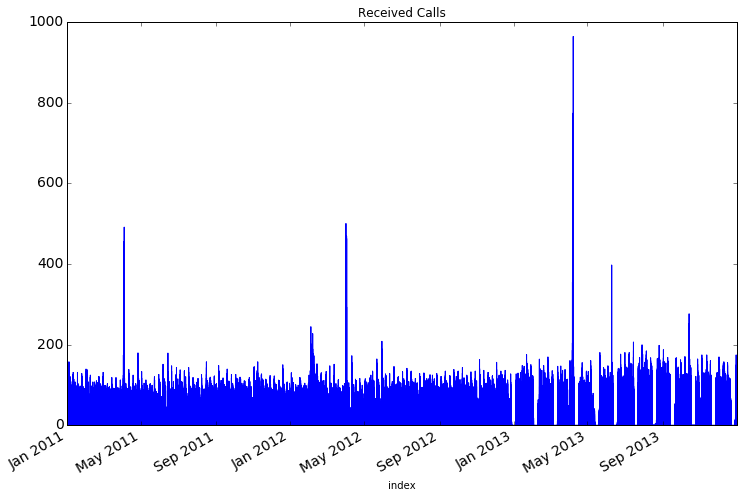 Received Calls
1000
800
600
400
200
0
Jan 2011
May 2011
Sep 2011
Jan 2012
May 2012
Sep 2012
Jan 2013
May 2013
Sep 2013
index